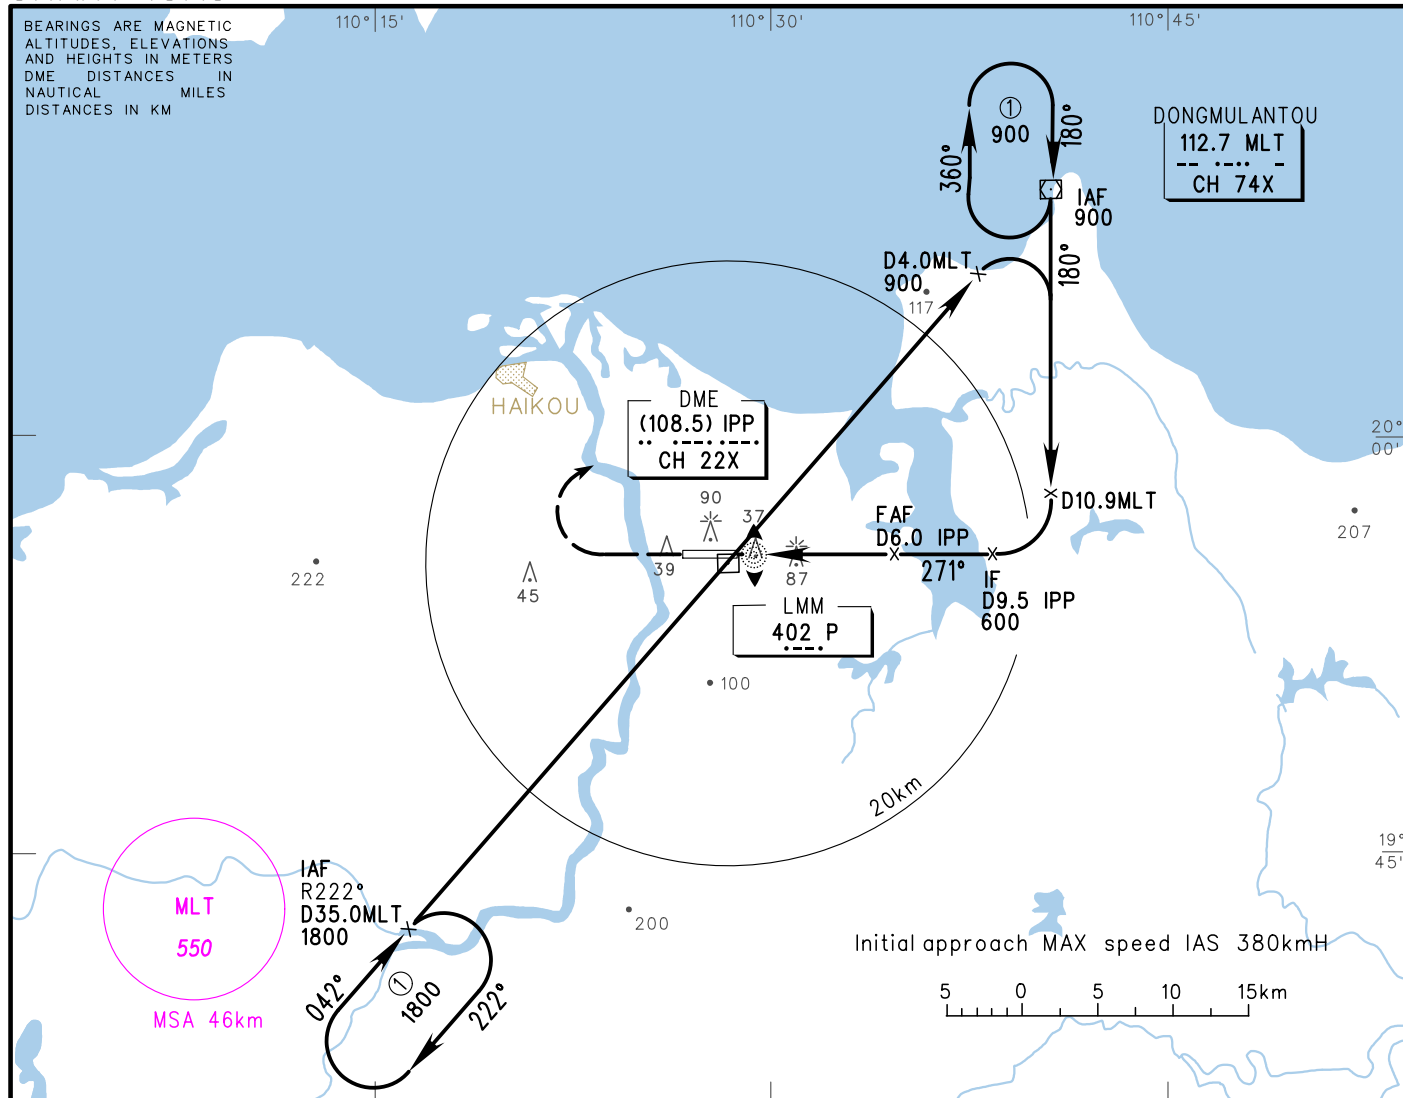 BEARINGS ARE MAGNETIC
ALTITUDES, ELEVATIONS
AND HEIGHTS IN METERS
DME DISTANCES IN
NAUTICAL MILES
DISTANCES IN KM
110° 15'
110° 30'
110° 45'
①
900
180°
360°
DONGMULANTOU
112.7 MLT
CH 74X
IAF
900
180°
D4.0MLT
900
117
HAIKOU
DME
(108.5) IPP
CH 22X
20°
00'
D10.9MLT
90
37
FAF
D6.0 IPP
207
39
87
271°
IF
D9.5 IPP
600
222
45
LMM
402 P
100
20km
19°
45'
MLT
550
MSA 46km
IAF
R222°
D35.0MLT
1800
200
042°
①
1800
222°
Initial approach MAX speed IAS 380kmH
5 0 5 10 15km